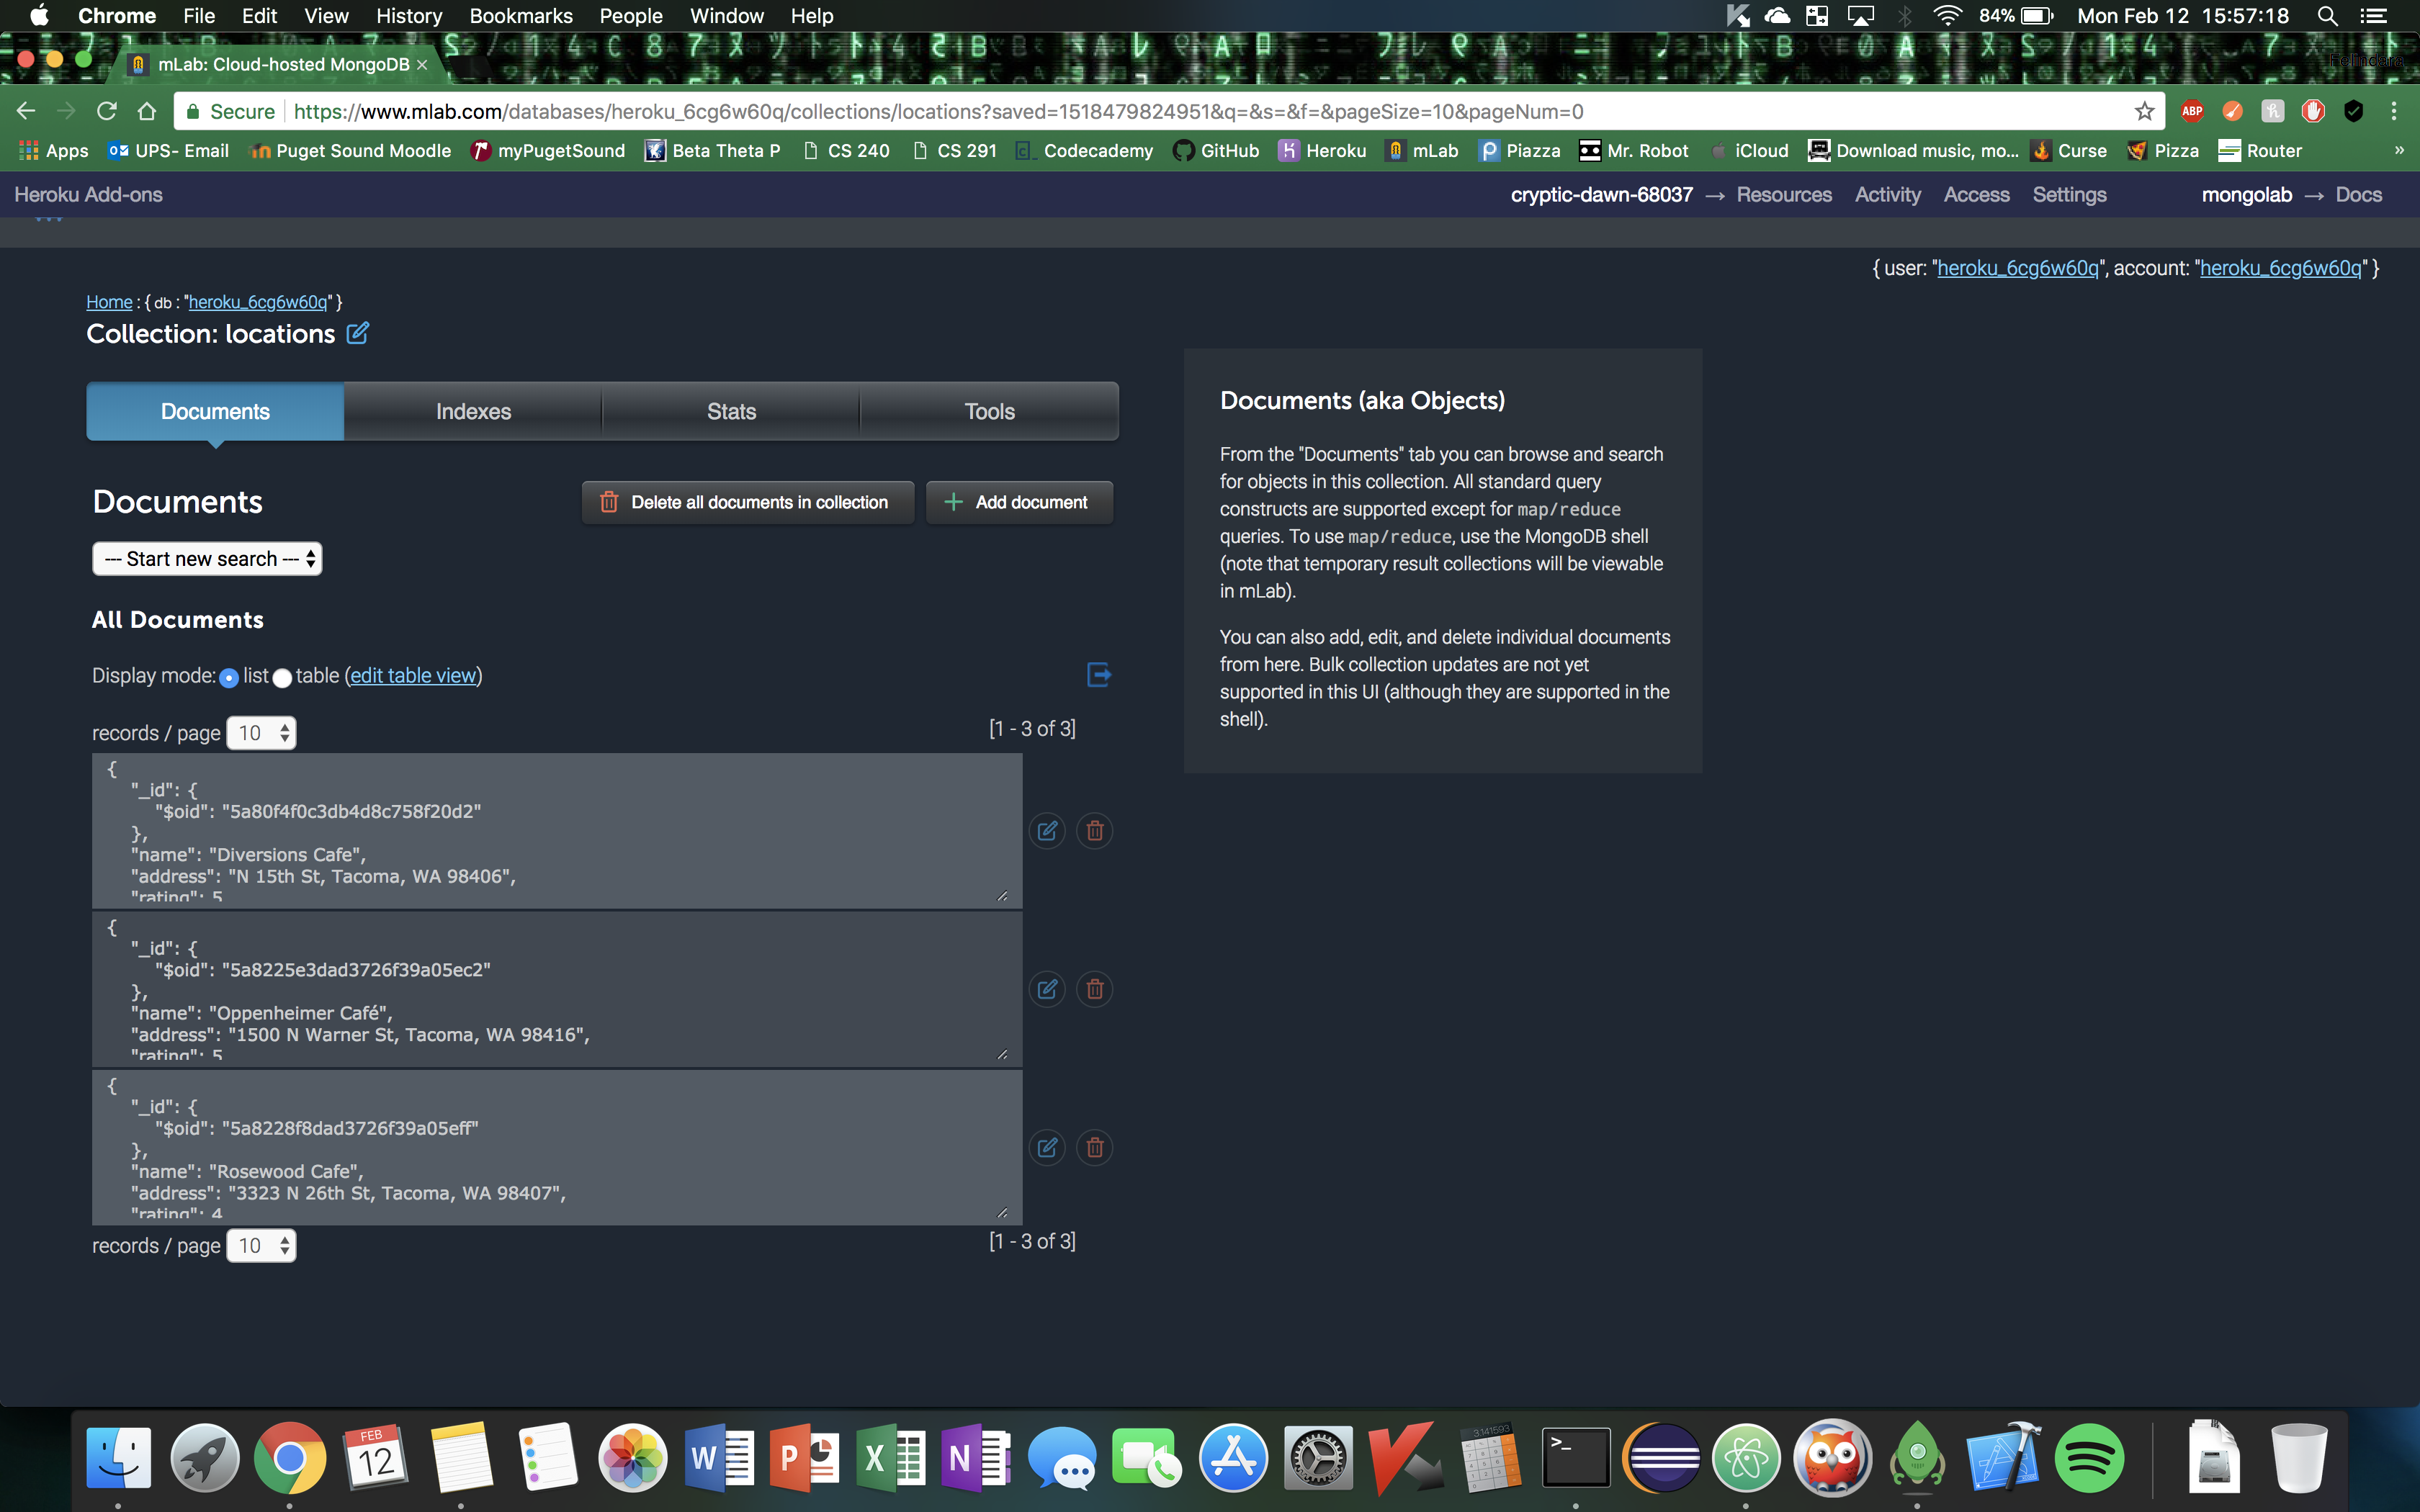 Chrome File Edit View History Bookmarks People Window Help 84% Mon Feb 12 15:57:18
mLab: Cloud-hosted MongoDB
Secure https://www.mlab.com/databases/heroku_6cg6w60q/collections/locations?saved=1518479824951&q=&s=&f=&pageSize=10&pageNum=0 ABP
Apps UPS- Email Puget Sound Moodle myPugetSound Beta Theta P CS 240 CS 291 Codecademy GitHub Heroku mLab Piazza Mr. Robot iCloud Download music, mo... Curse Pizza Router »
Heroku Add-ons cryptic-dawn-68037 → Resources Activity Access Settings mongolab → Docs
{ user: "heroku_6cg6w60q", account: "heroku_6cg6w60q" }
Home : { db : "heroku_6cg6w60q" }
Collection: locations
Documents Indexes Stats Tools
Documents
Delete all documents in collection
Add document
--- Start new search ---
All Documents
Display mode: list table (edit table view)
records / page 10 [1 - 3 of 3]
{
"_id": {
"$oid": "5a80f4f0c3db4d8c758f20d2"
},
"name": "Diversions Cafe",
"address": "N 15th St, Tacoma, WA 98406",
"rating": 5
{
"_id": {
"$oid": "5a8225e3dad3726f39a05ec2"
},
"name": "Oppenheimer Café",
"address": "1500 N Warner St, Tacoma, WA 98416",
"rating": 5
{
"_id": {
"$oid": "5a8228f8dad3726f39a05eff"
},
"name": "Rosewood Cafe",
"address": "3323 N 26th St, Tacoma, WA 98407",
"rating": 4
records / page 10 [1 - 3 of 3]
Documents (aka Objects)
From the "Documents" tab you can browse and search
for objects in this collection. All standard query
constructs are supported except for map/reduce
queries. To use map/reduce, use the MongoDB shell
(note that temporary result collections will be viewable
in mLab).
You can also add, edit, and delete individual documents
from here. Bulk collection updates are not yet
supported in this UI (although they are supported in the
shell).
FEB
12
W
P
X
N
3.141593
>_